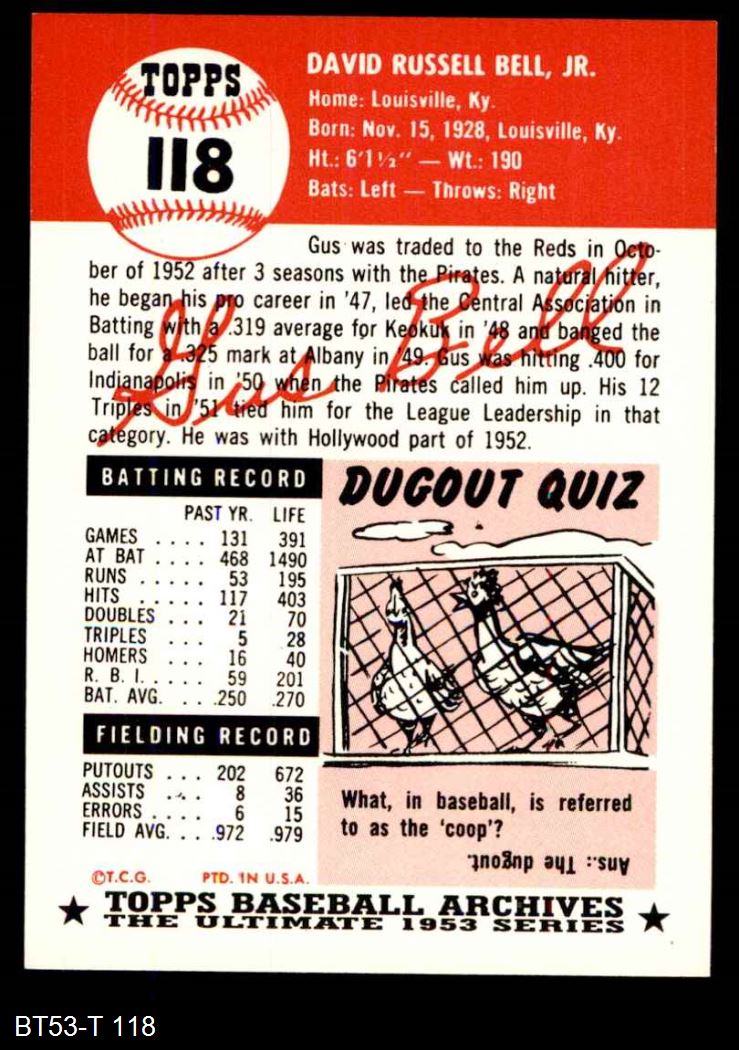 TOPPS
118
DAVID RUSSELL BELL, JR.
Home: Louisville, Ky.
Born: Nov. 15, 1928, Louisville, Ky.
Ht.: 6'1½" — Wt.: 190
Bats: Left — Throws: Right
Gus was traded to the Reds in Octo-
ber of 1952 after 3 seasons with the Pirates. A natural hitter,
he began his pro career in '47, led the Central Association in
Batting with a .319 average for Keokuk in '48 and banged the
ball for a .325 mark at Albany in '49. Gus was hitting .400 for
Indianapolis in '50 when the Pirates called him up. His 12
Triples in '51 tied him for the League Leadership in that
category. He was with Hollywood part of 1952.
Gus Bell
BATTING RECORD
PAST YR. LIFE
GAMES .... 131 391
AT BAT .... 468 1490
RUNS ..... 53 195
HITS ..... 117 403
DOUBLES ... 21 70
TRIPLES ... 5 28
HOMERS ... 16 40
R. B. I. .... 59 201
BAT. AVG. ... .250 .270
FIELDING RECORD
PUTOUTS ... 202 672
ASSISTS .... 8 36
ERRORS .... 6 15
FIELD AVG. ... .972 .979
DUGOUT QUIZ
What, in baseball, is referred
to as the 'coop'?
Ans.: The dugout.
©T.C.G. PTD. IN U.S.A.
★ TOPPS BASEBALL ARCHIVES ★
THE ULTIMATE 1953 SERIES
BT53-T 118